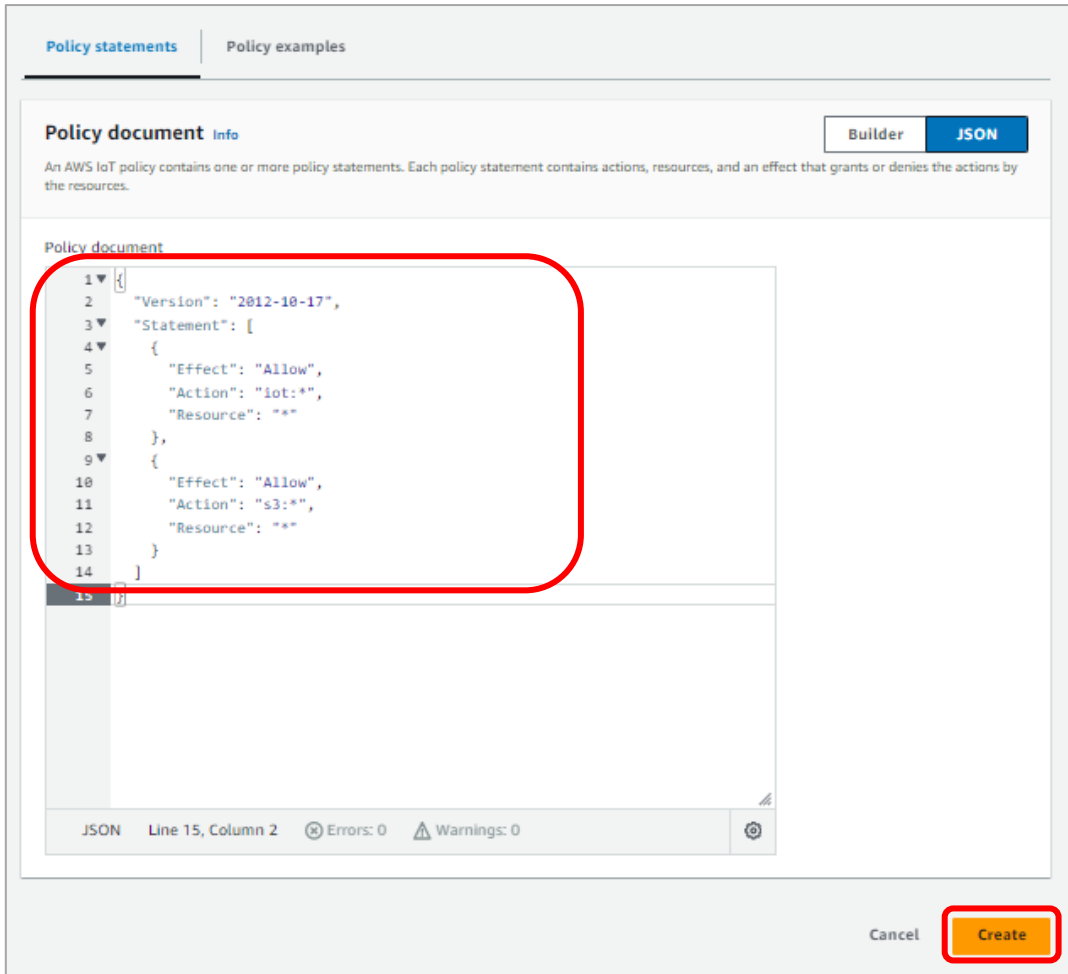 Policy statements
Policy examples
Policy document Info
Builder
JSON
An AWS IoT policy contains one or more policy statements. Each policy statement contains actions, resources, and an effect that grants or denies the actions by
the resources.
Policy document
1 {
2 "Version": "2012-10-17",
3 "Statement": [
4 {
5 "Effect": "Allow",
6 "Action": "iot:*",
7 "Resource": "*"
8 },
9 {
10 "Effect": "Allow",
11 "Action": "s3:*",
12 "Resource": "*"
13 }
14 ]
15 }
JSON Line 15, Column 2 Errors: 0 Warnings: 0
Cancel
Create